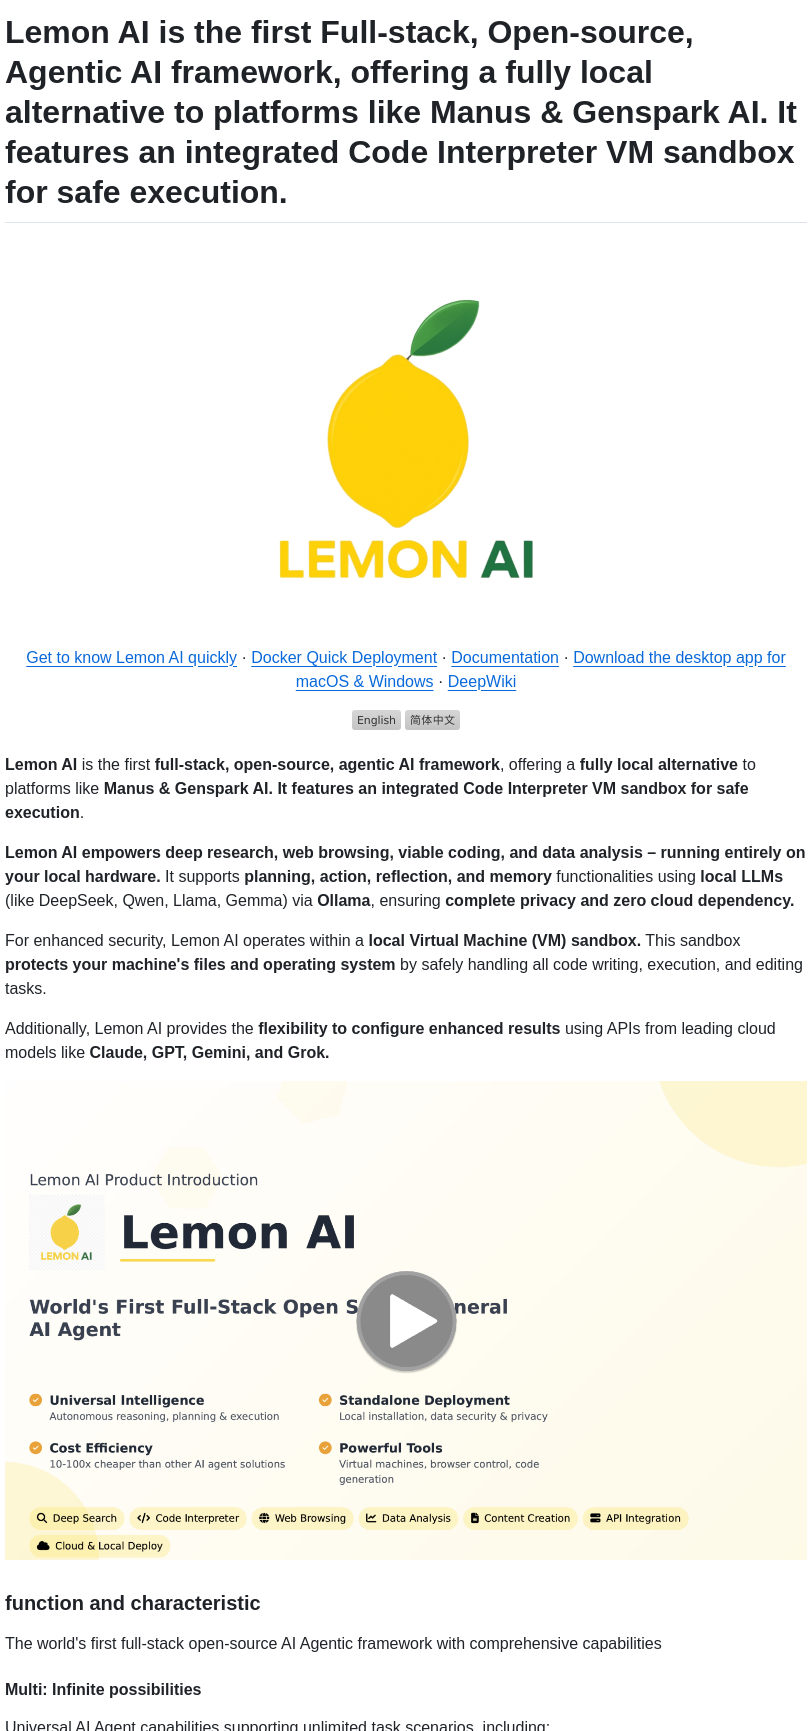 Lemon AI is the first Full-stack, Open-source,
Agentic AI framework, offering a fully local
alternative to platforms like Manus & Genspark AI. It
features an integrated Code Interpreter VM sandbox
for safe execution.
LEMON AI
Get to know Lemon AI quickly · Docker Quick Deployment · Documentation · Download the desktop app for
macOS & Windows · DeepWiki
English 简体中文
Lemon AI is the first full-stack, open-source, agentic AI framework, offering a fully local alternative to
platforms like Manus & Genspark AI. It features an integrated Code Interpreter VM sandbox for safe
execution.
Lemon AI empowers deep research, web browsing, viable coding, and data analysis – running entirely on
your local hardware. It supports planning, action, reflection, and memory functionalities using local LLMs
(like DeepSeek, Qwen, Llama, Gemma) via Ollama, ensuring complete privacy and zero cloud dependency.
For enhanced security, Lemon AI operates within a local Virtual Machine (VM) sandbox. This sandbox
protects your machine's files and operating system by safely handling all code writing, execution, and editing
tasks.
Additionally, Lemon AI provides the flexibility to configure enhanced results using APIs from leading cloud
models like Claude, GPT, Gemini, and Grok.
Lemon AI Product Introduction
LEMON AI
Lemon AI
World's First Full-Stack Open
AI Agent
Universal Intelligence
Autonomous reasoning, planning & execution
Standalone Deployment
Local installation, data security & privacy
Cost Efficiency
10-100x cheaper than other AI agent solutions
Powerful Tools
Virtual machines, browser control, code
generation
Deep Search Code Interpreter Web Browsing Data Analysis Content Creation API Integration
Cloud & Local Deploy
function and characteristic
The world's first full-stack open-source AI Agentic framework with comprehensive capabilities
Multi: Infinite possibilities
Universal AI Agent capabilities supporting unlimited task scenarios, including: